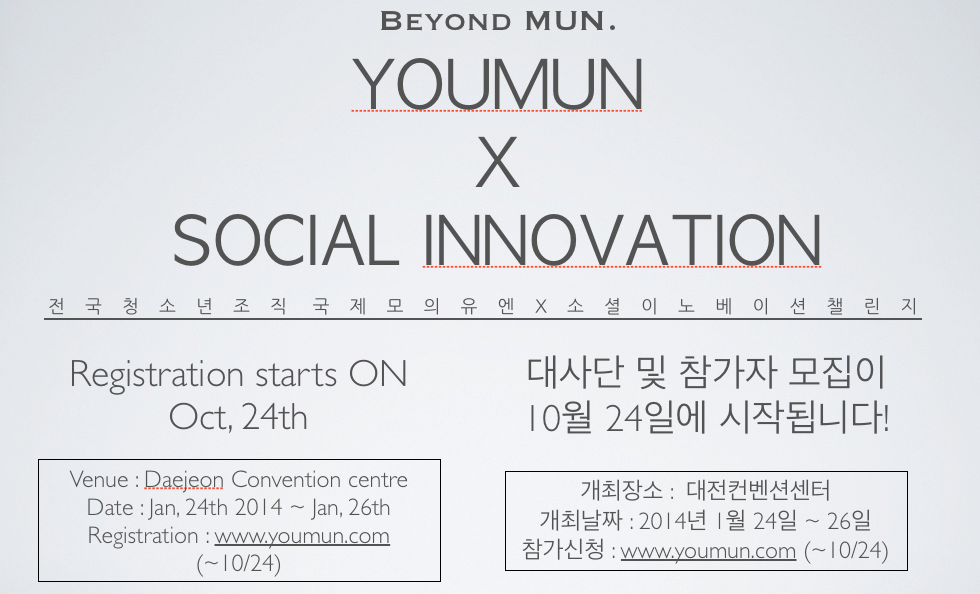 BEYOND MUN.
YOUMUN
X
SOCIAL INNOVATION
전국청소년조직 국제모의유엔X소셜이노베이션챌린지
Registration starts ON
Oct, 24th
대사단 및 참가자 모집이
10월 24일에 시작됩니다!
Venue : Daejeon Convention centre
Date : Jan, 24th 2014 ~ Jan, 26th
Registration : www.youmun.com
(~10/24)
개최장소 : 대전컨벤션센터
개최날짜 : 2014년 1월 24일 ~ 26일
참가신청 : www.youmun.com (~10/24)